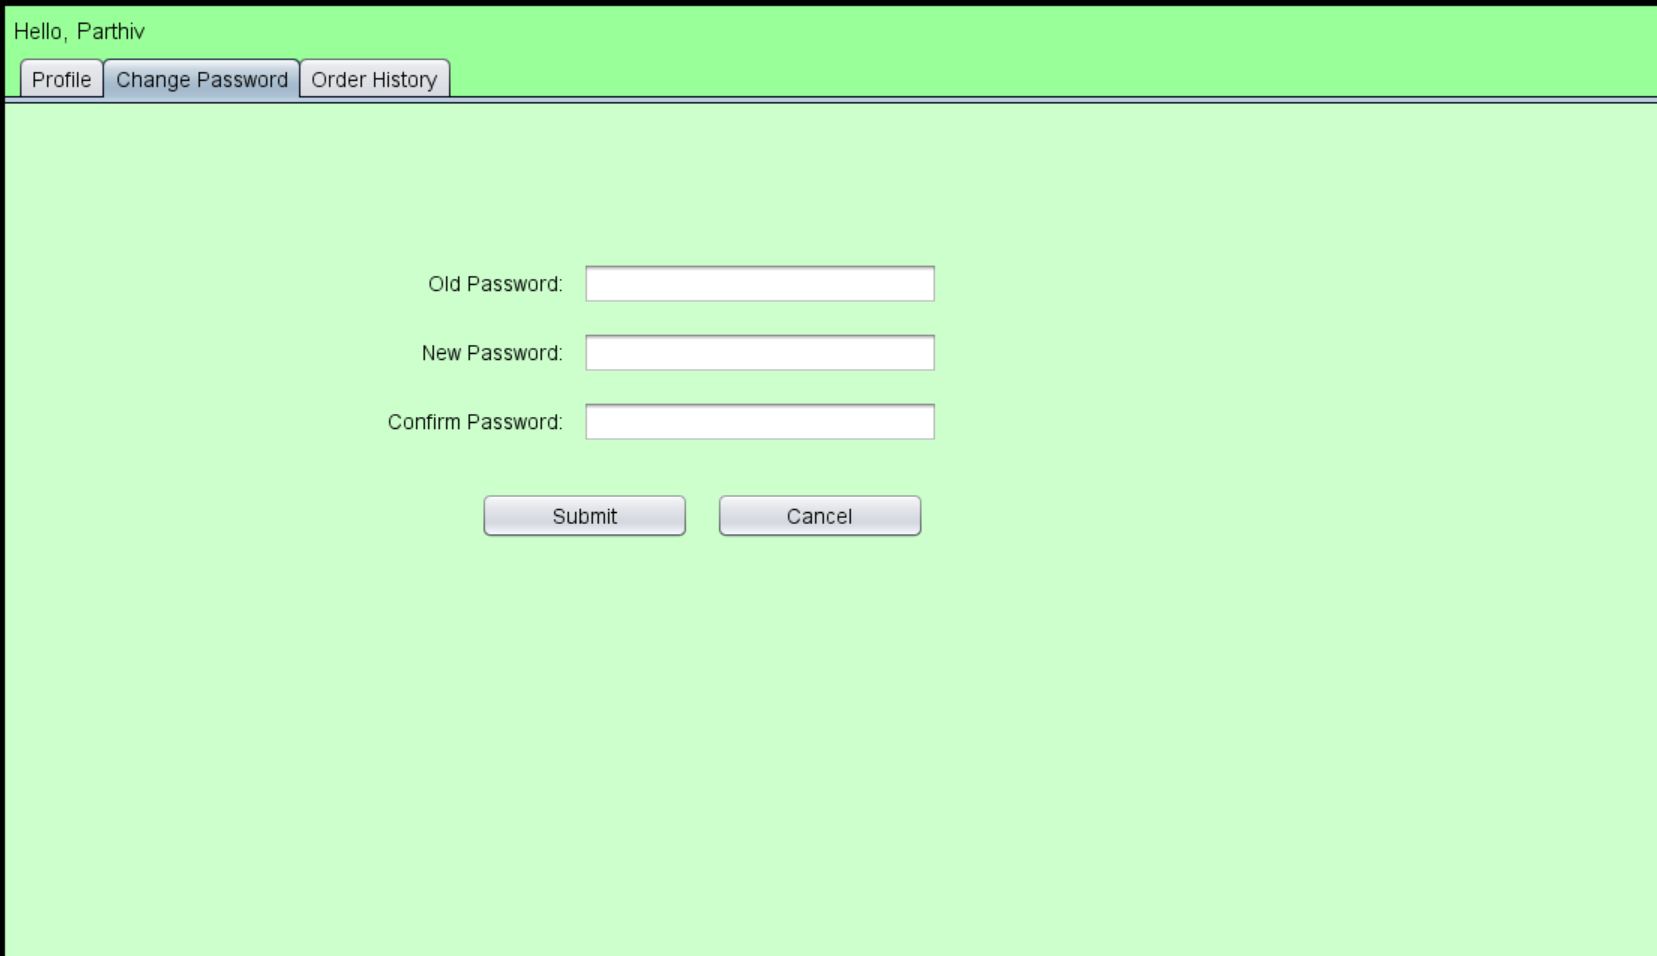 Hello, Parthiv
Profile Change Password Order History
Old Password:
New Password:
Confirm Password:
Submit Cancel